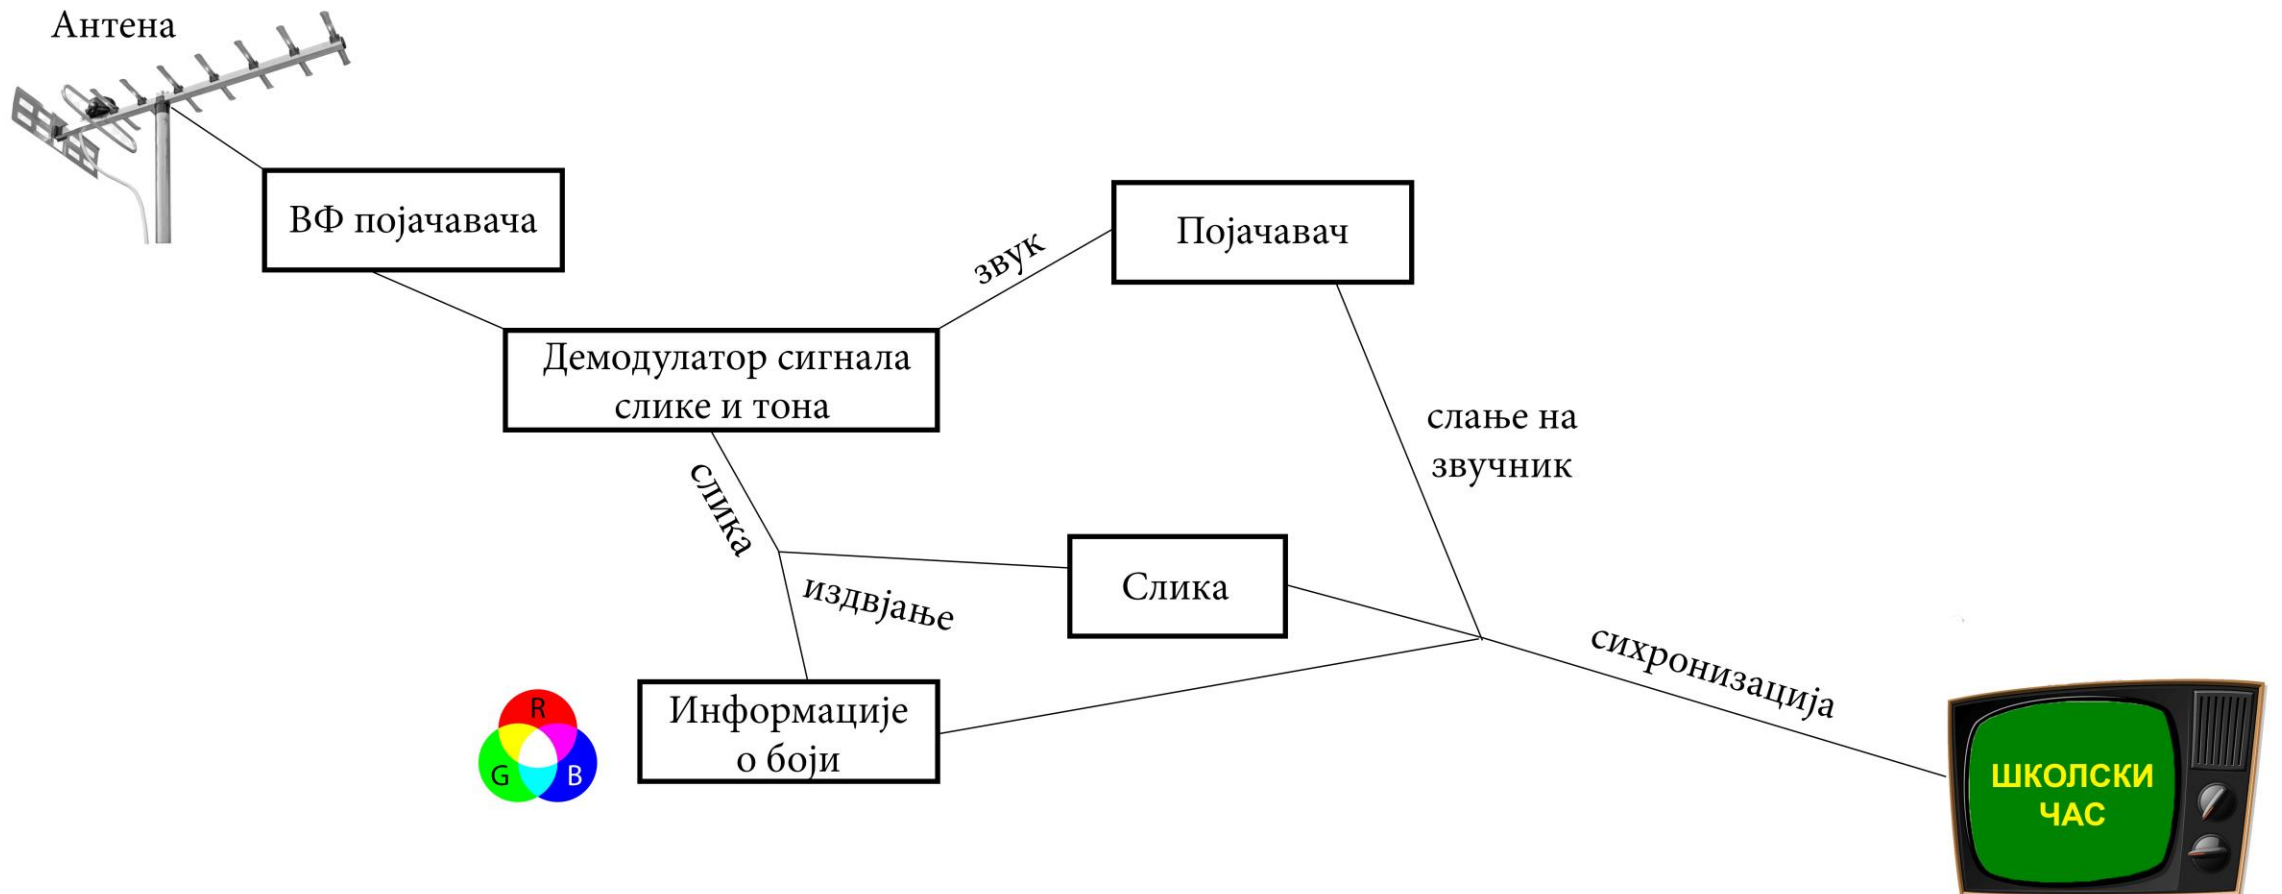 Антена
ВФ појачавача
Појачавач
звук
Демодулатор сигнала
слике и тона
слање на
звучник
слика
Слика
издвјање
сихронизација
Информације
о боји
R
G
B
ШКОЛСКИ
ЧАС